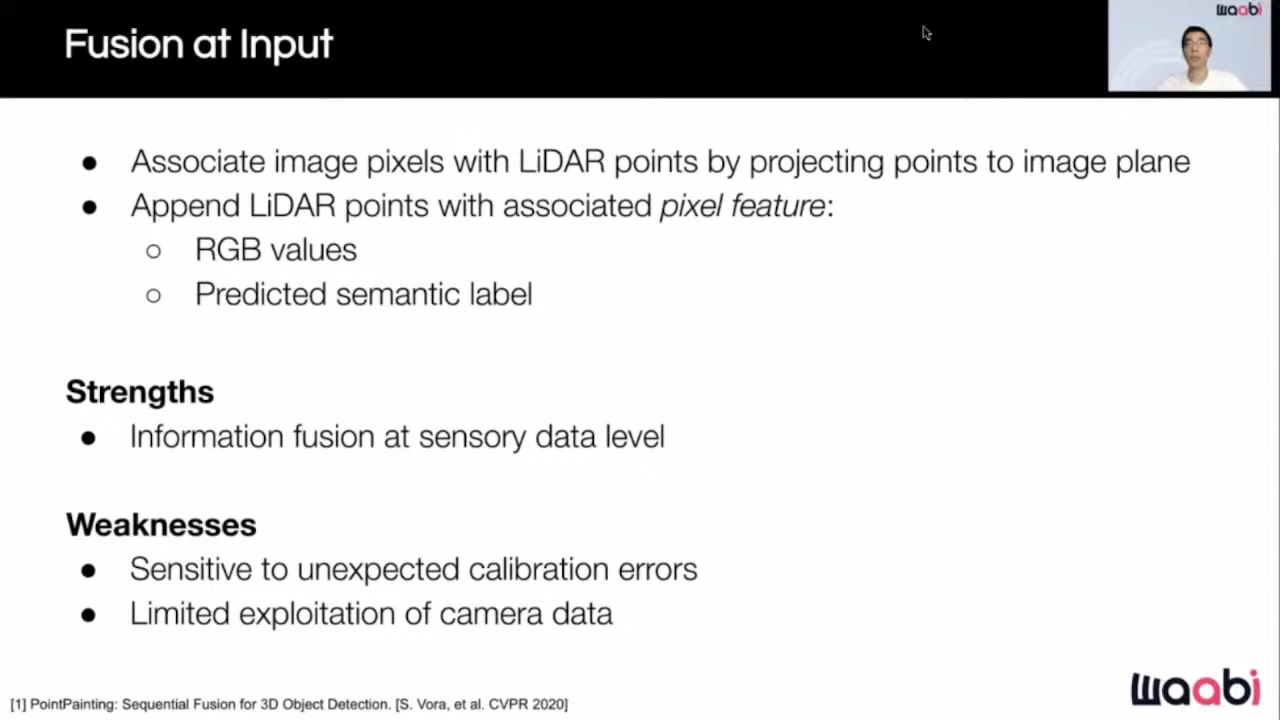 Fusion at Input
waabi
● Associate image pixels with LiDAR points by projecting points to image plane
● Append LiDAR points with associated pixel feature:
○ RGB values
○ Predicted semantic label
Strengths
● Information fusion at sensory data level
Weaknesses
● Sensitive to unexpected calibration errors
● Limited exploitation of camera data
[1] PointPainting: Sequential Fusion for 3D Object Detection. [S. Vora, et al. CVPR 2020]
waabi